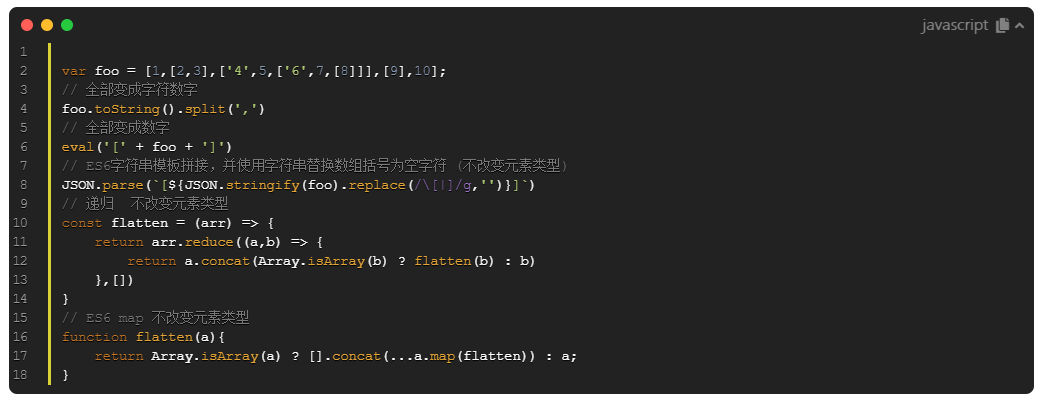 javascript
1
2 var foo = [1,[2,3],['4',5,['6',7,[8]]],[9],10];
3 // 全部变成字符数字
4 foo.toString().split(',')
5 // 全部变成数字
6 eval('[' + foo + ']')
7 // ES6字符串模板拼接，并使用字符串替换数组括号为空字符 (不改变元素类型)
8 JSON.parse(`[${JSON.stringify(foo).replace(/\[|]/g,'')}]`)
9 // 递归  不改变元素类型
10 const flatten = (arr) => {
11     return arr.reduce((a,b) => {
12         return a.concat(Array.isArray(b) ? flatten(b) : b)
13     },[])
14 }
15 // ES6 map 不改变元素类型
16 function flatten(a){
17     return Array.isArray(a) ? [].concat(...a.map(flatten)) : a;
18 }